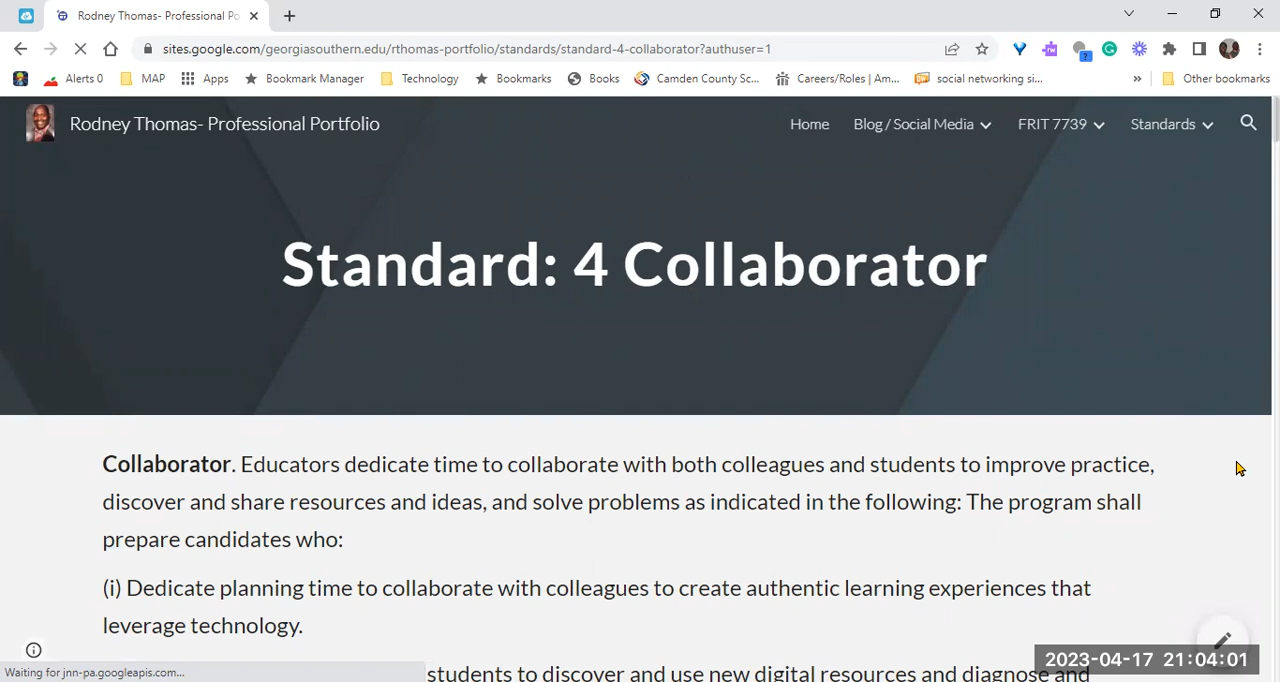 Rodney Thomas- Professional Po
sites.google.com/georgiasouthern.edu/rthomas-portfolio/standards/standard-4-collaborator?authuser=1
Alerts 0 MAP Apps Bookmark Manager Technology Bookmarks Books Camden County Sc... Careers/Roles | Am... social networking si... » Other bookmarks
Rodney Thomas- Professional Portfolio Home Blog / Social Media FRIT 7739 Standards
Standard: 4 Collaborator
Collaborator. Educators dedicate time to collaborate with both colleagues and students to improve practice,
discover and share resources and ideas, and solve problems as indicated in the following: The program shall
prepare candidates who:
(i) Dedicate planning time to collaborate with colleagues to create authentic learning experiences that
leverage technology.
students to discover and use new digital resources and diagnose and
Waiting for jnn-pa.googleapis.com...
2023-04-17 21:04:01